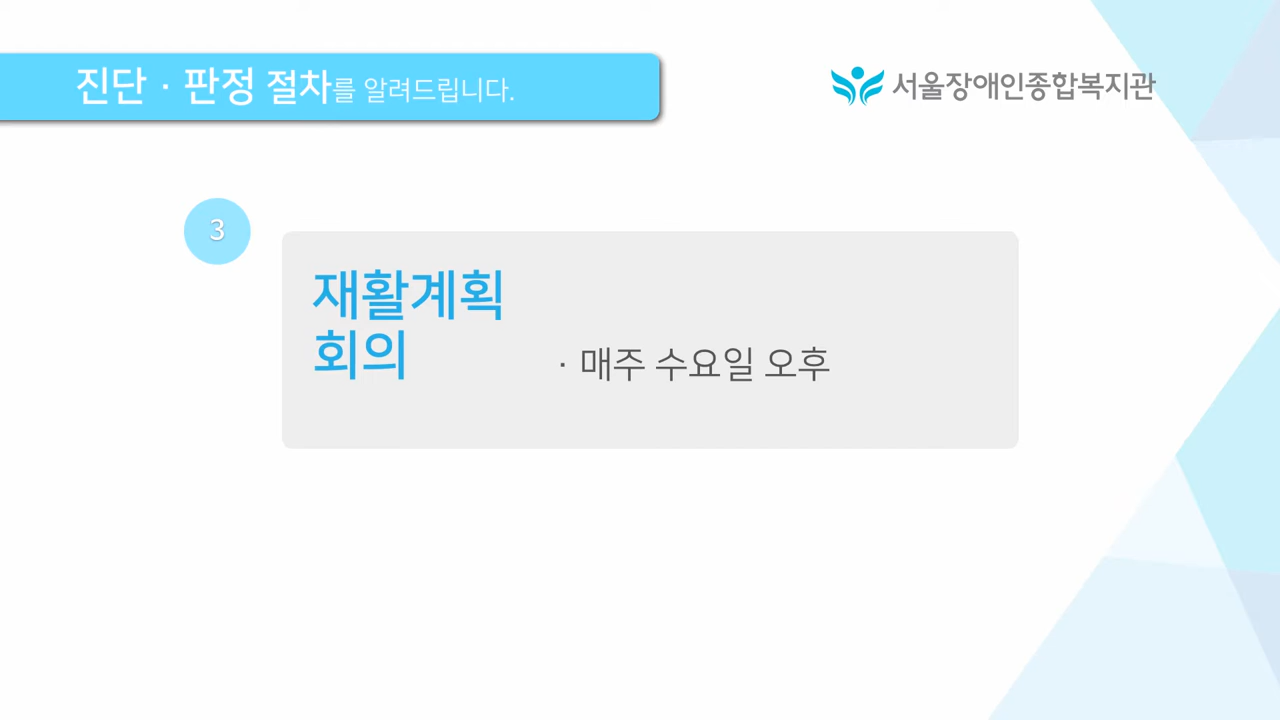 진단 · 판정 절차를 알려드립니다.
서울장애인종합복지관
3
재활계획
회의
· 매주 수요일 오후